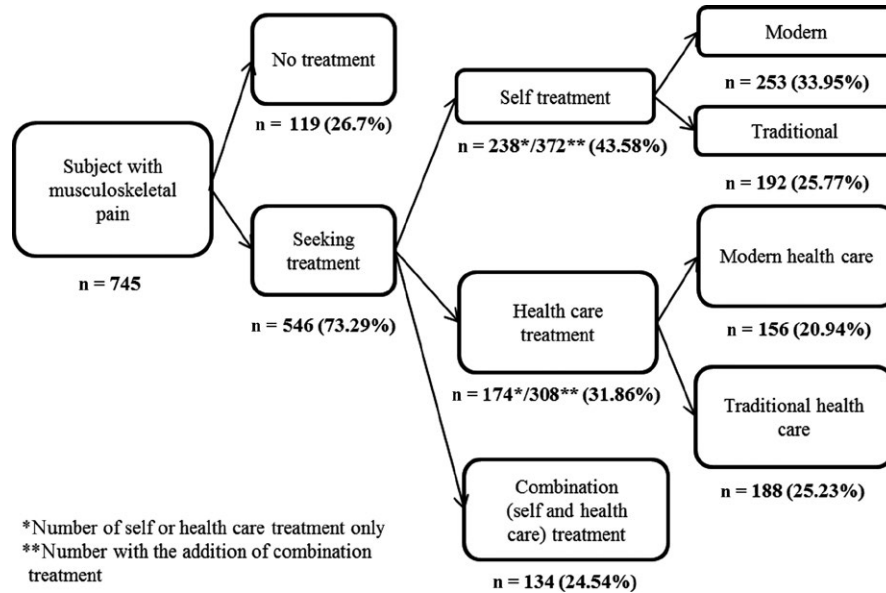 Subject with
musculoskeletal
pain
n = 745
No treatment
n = 119 (26.7%)
Seeking
treatment
n = 546 (73.29%)
Self treatment
n = 238*/372** (43.58%)
Modern
n = 253 (33.95%)
Traditional
n = 192 (25.77%)
Health care
treatment
n = 174*/308** (31.86%)
Modern health care
n = 156 (20.94%)
Traditional health
care
n = 188 (25.23%)
Combination
(self and health
care) treatment
n = 134 (24.54%)
*Number of self or health care treatment only
**Number with the addition of combination
treatment